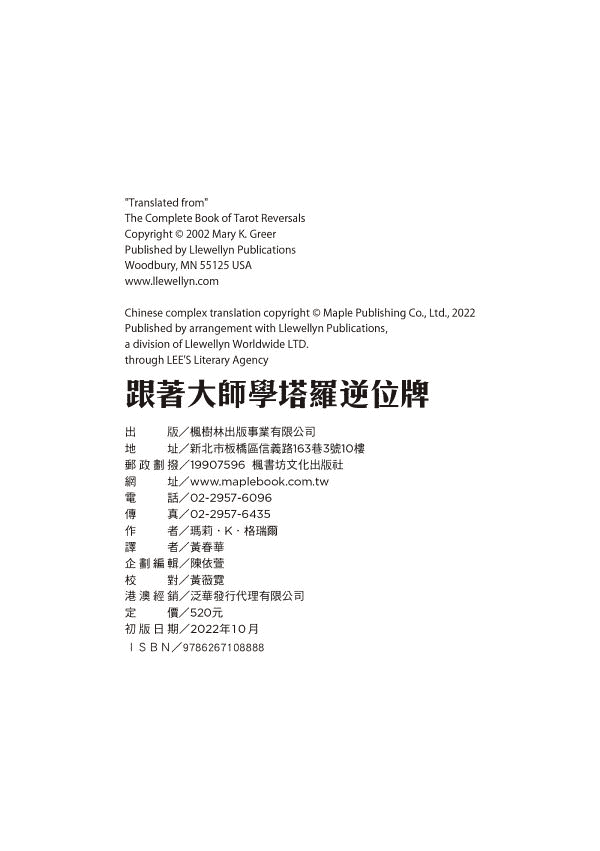 "Translated from"
The Complete Book of Tarot Reversals
Copyright © 2002 Mary K. Greer
Published by Llewellyn Publications
Woodbury, MN 55125 USA
www.llewellyn.com
Chinese complex translation copyright © Maple Publishing Co., Ltd., 2022
Published by arrangement with Llewellyn Publications,
a division of Llewellyn Worldwide LTD.
through LEE'S Literary Agency
跟著大師學塔羅逆位牌
出　　版／楓樹林出版事業有限公司
地　　址／新北市板橋區信義路163巷3號10樓
郵政劃撥／19907596 楓書坊文化出版社
網　　址／www.maplebook.com.tw
電　　話／02-2957-6096
傳　　真／02-2957-6435
作　　者／瑪莉・K・格瑞爾
譯　　者／黃春華
企劃編輯／陳依萱
校　　對／黃薇霓
港澳經銷／泛華發行代理有限公司
定　　價／520元
初版日期／2022年10月
ＩＳＢＮ／9786267108888